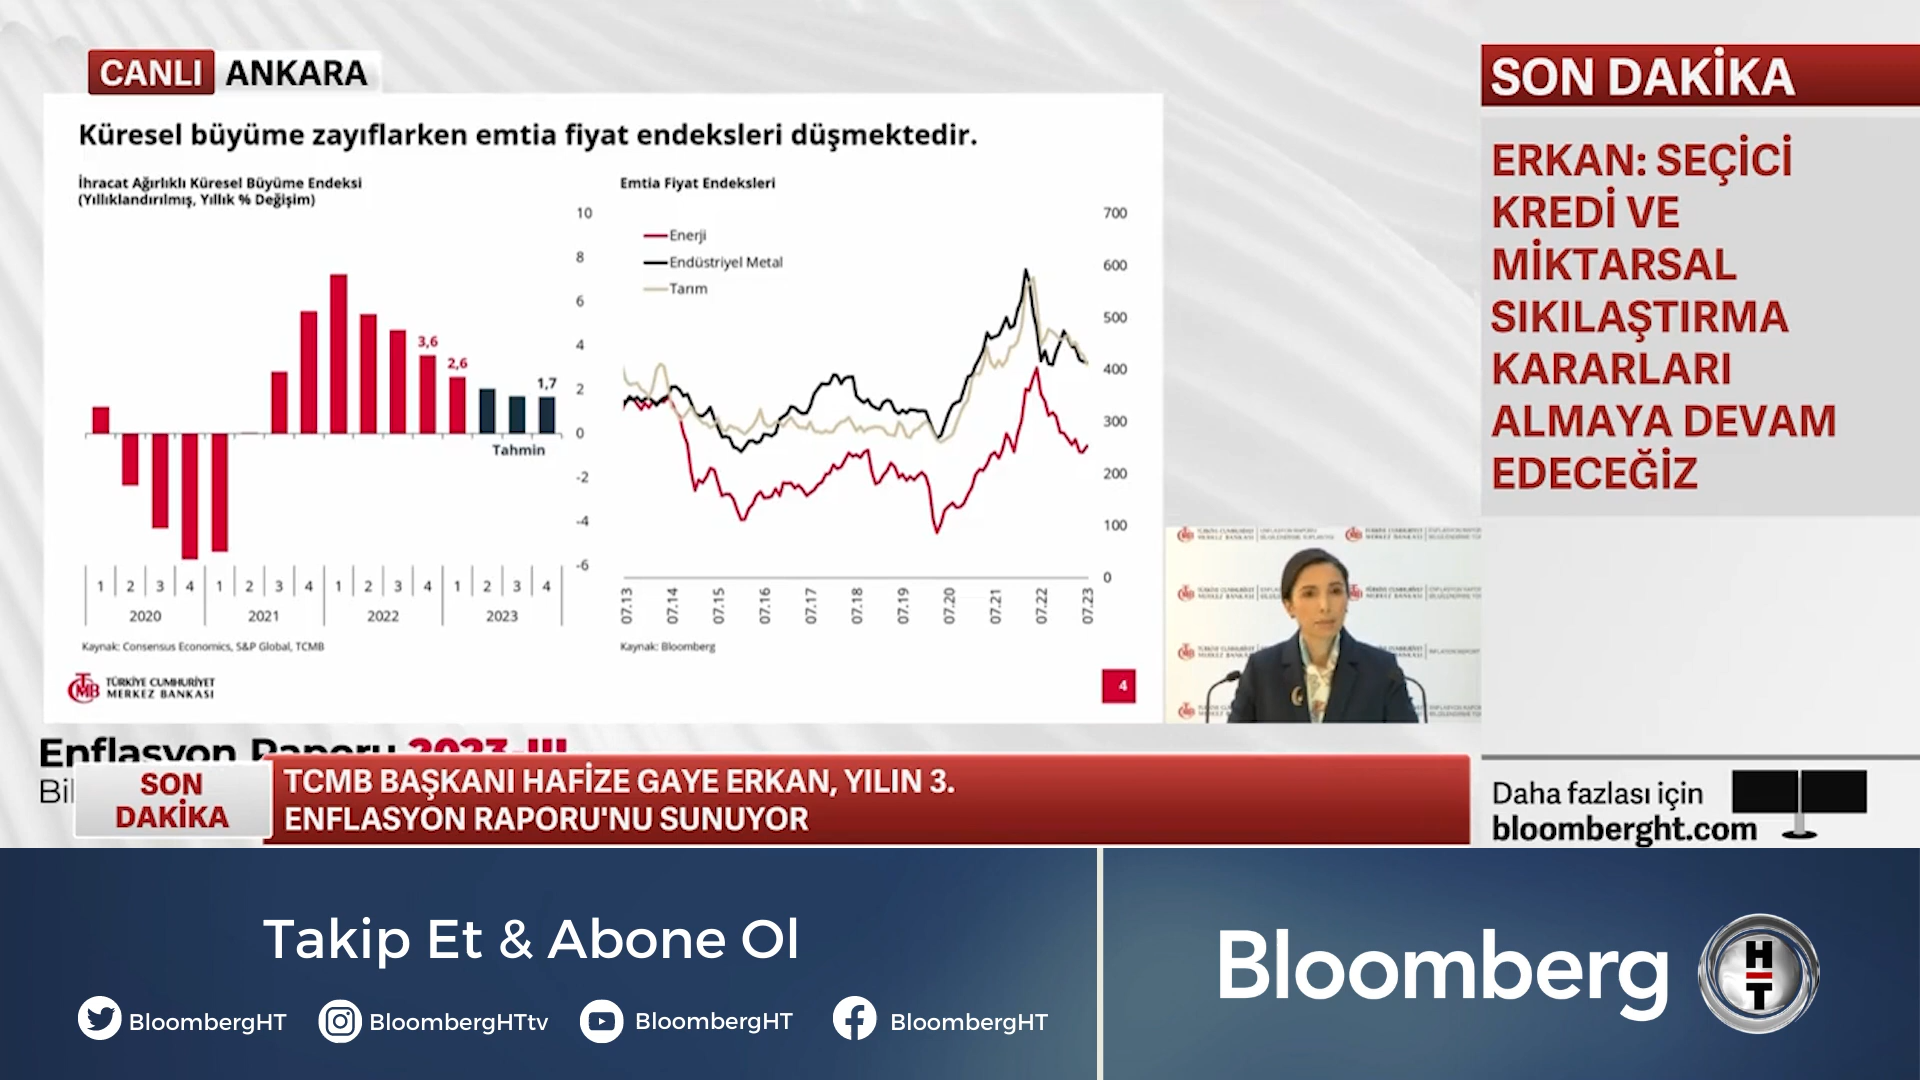 CANLI ANKARA
Küresel büyüme zayıflarken emtia fiyat endeksleri düşmektedir.
İhracat Ağırlıklı Küresel Büyüme Endeksi
(Yıllıklandırılmış, Yıllık % Değişim)
10
8
6
4
2
0
-2
-4
-6
3,6
2,6
1,7
Tahmin
1 2 3 4 1 2 3 4 1 2 3 4 1 2 3 4
2020 2021 2022 2023
Kaynak: Consensus Economics, S&P Global, TCMB
Emtia Fiyat Endeksleri
Enerji
Endüstriyel Metal
Tarım
700
600
500
400
300
200
100
0
07.13 07.14 07.15 07.16 07.17 07.18 07.19 07.20 07.21 07.22 07.23
Kaynak: Bloomberg
TCMB
TÜRKİYE CUMHURİYET
MERKEZ BANKASI
4
SON DAKİKA
ERKAN: SEÇİCİ
KREDİ VE
MİKTARSAL
SIKILAŞTIRMA
KARARLARI
ALMAYA DEVAM
EDECEĞİZ
Enflasyon Raporu 2023-III
SON
DAKİKA
TCMB BAŞKANI HAFİZE GAYE ERKAN, YILIN 3.
ENFLASYON RAPORU'NU SUNUYOR
Daha fazlası için
bloomberght.com
Takip Et & Abone Ol
BloombergHT BloombergHTtv BloombergHT BloombergHT
Bloomberg HT